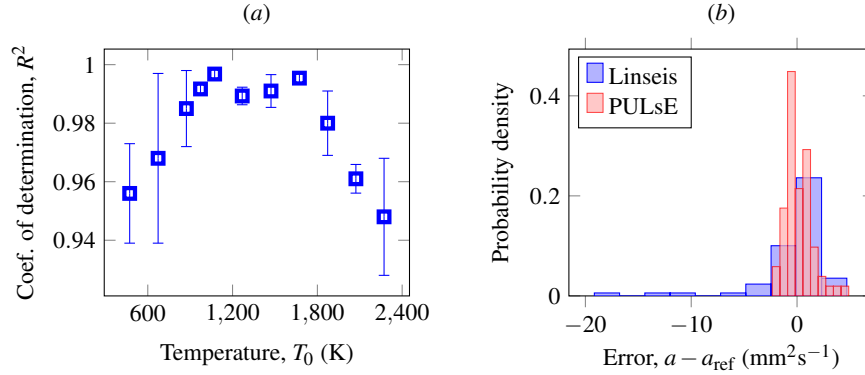 (a)
Coef. of determination, R²
1
0.98
0.96
0.94
600
1,200
1,800
2,400
Temperature, T₀ (K)
(b)
Probability density
0.4
0.2
0
Linseis
PULsE
−20
−10
0
Error, a − a_ref (mm²s⁻¹)